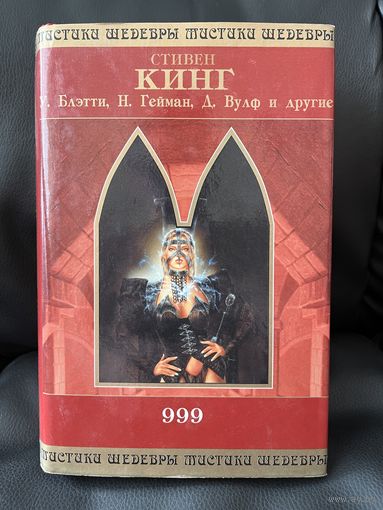 МИСТИКИ ШЕДЕВРЫ МИСТИКИ ШЕДЕВРЫ
СТИВЕН
КИНГ
У. Блэтти, Н. Гейман, Д. Вулф и другие
999
МИСТИКИ ШЕДЕВРЫ МИСТИКИ ШЕДЕВРЫ